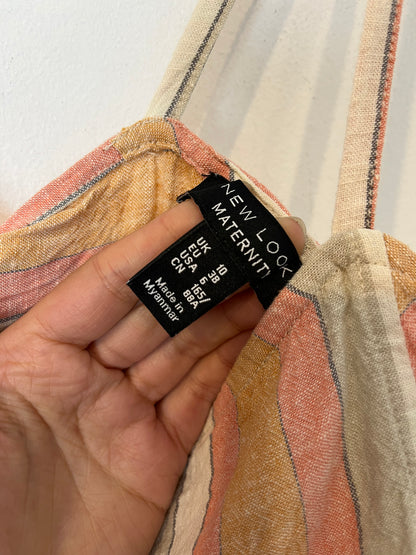 NEW LOOK
MATERNITY
UK 10
EU 38
USA 6
CN 165/
88A
Made in
Myanmar